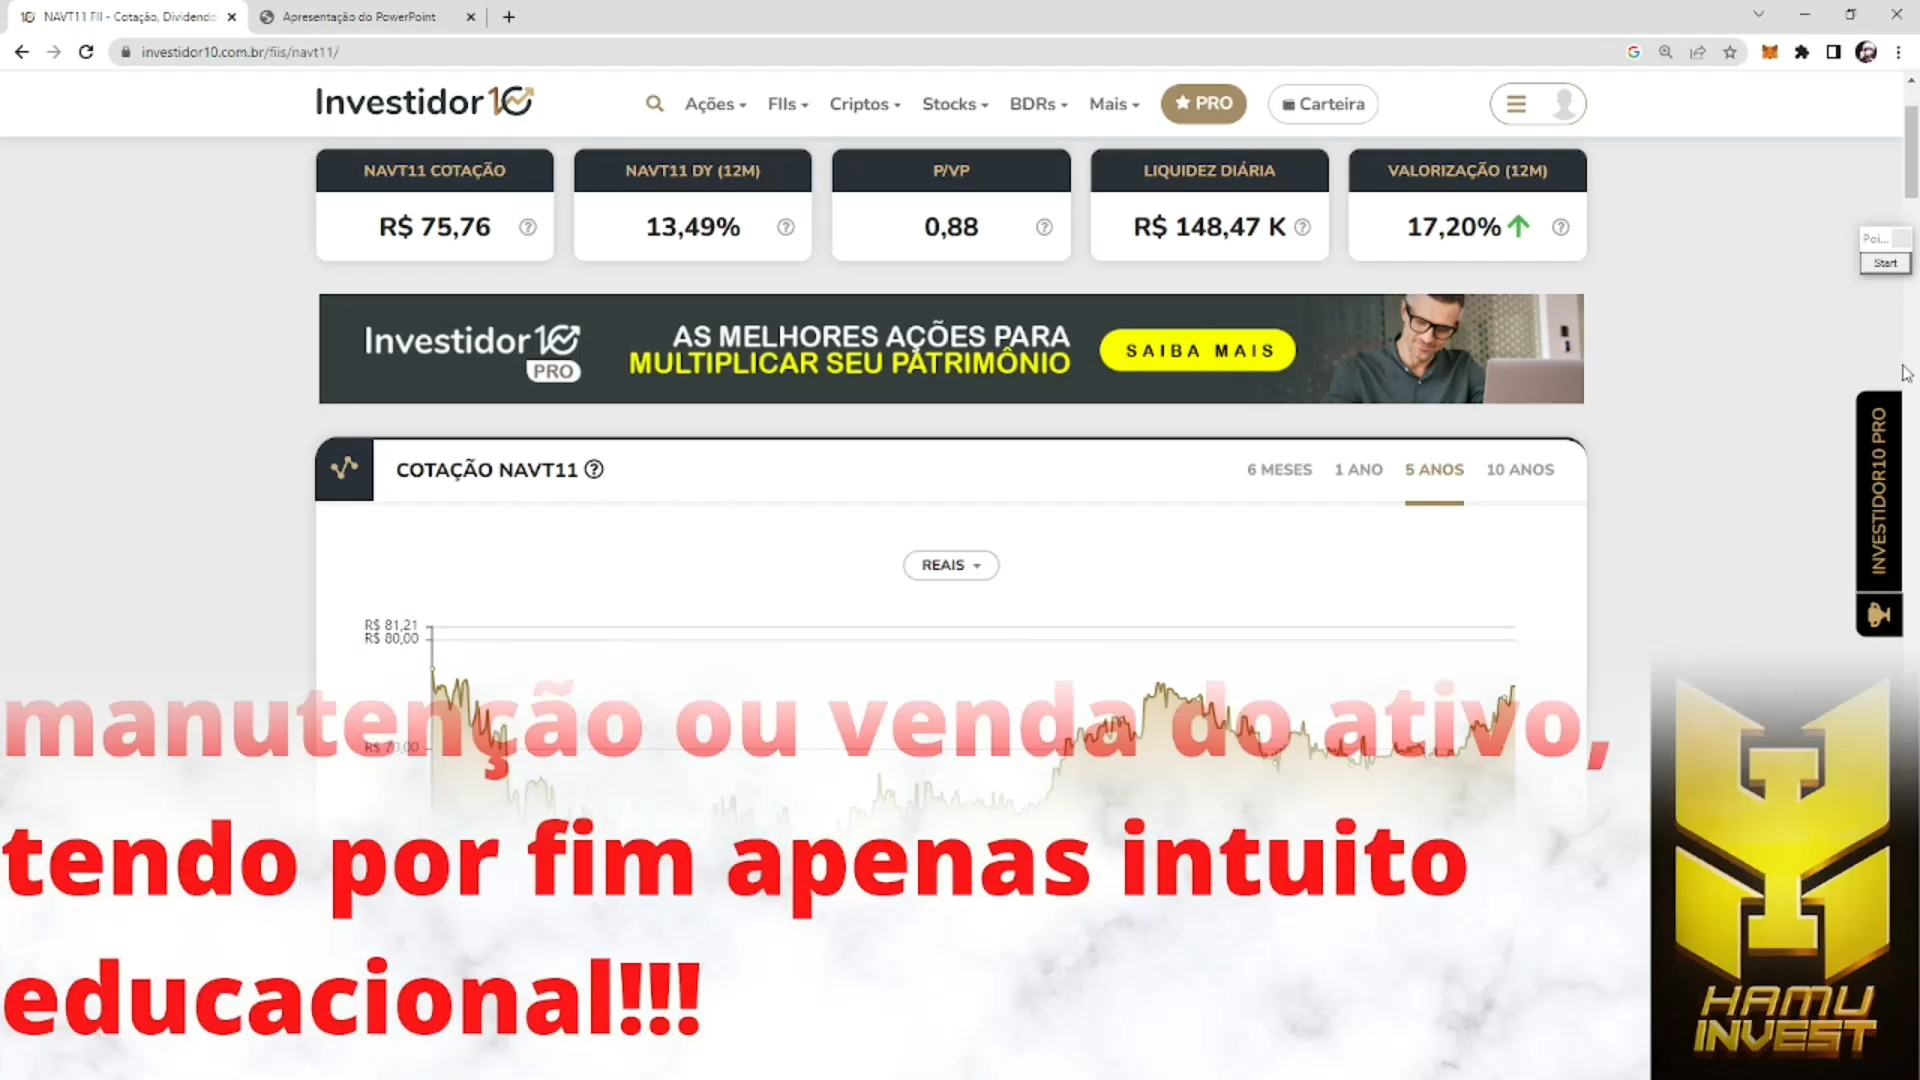 NAVT11 FII - Cotação, Dividendo
Apresentação do PowerPoint
investidor10.com.br/fiis/navt11/
Investidor10
Ações
FIIs
Criptos
Stocks
BDRs
Mais
PRO
Carteira
NAVT11 COTAÇÃO
R$ 75,76
NAVT11 DY (12M)
13,49%
P/VP
0,88
LIQUIDEZ DIÁRIA
R$ 148,47 K
VALORIZAÇÃO (12M)
17,20%
Poi...
Start
Investidor10
PRO
AS MELHORES AÇÕES PARA
MULTIPLICAR SEU PATRIMÔNIO
SAIBA MAIS
INVESTIDOR10 PRO
COTAÇÃO NAVT11
6 MESES
1 ANO
5 ANOS
10 ANOS
REAIS
R$ 81,21
R$ 80,00
R$ 70,00
manutenção ou venda do ativo,
tendo por fim apenas intuito
educacional!!!
HAMU
INVEST